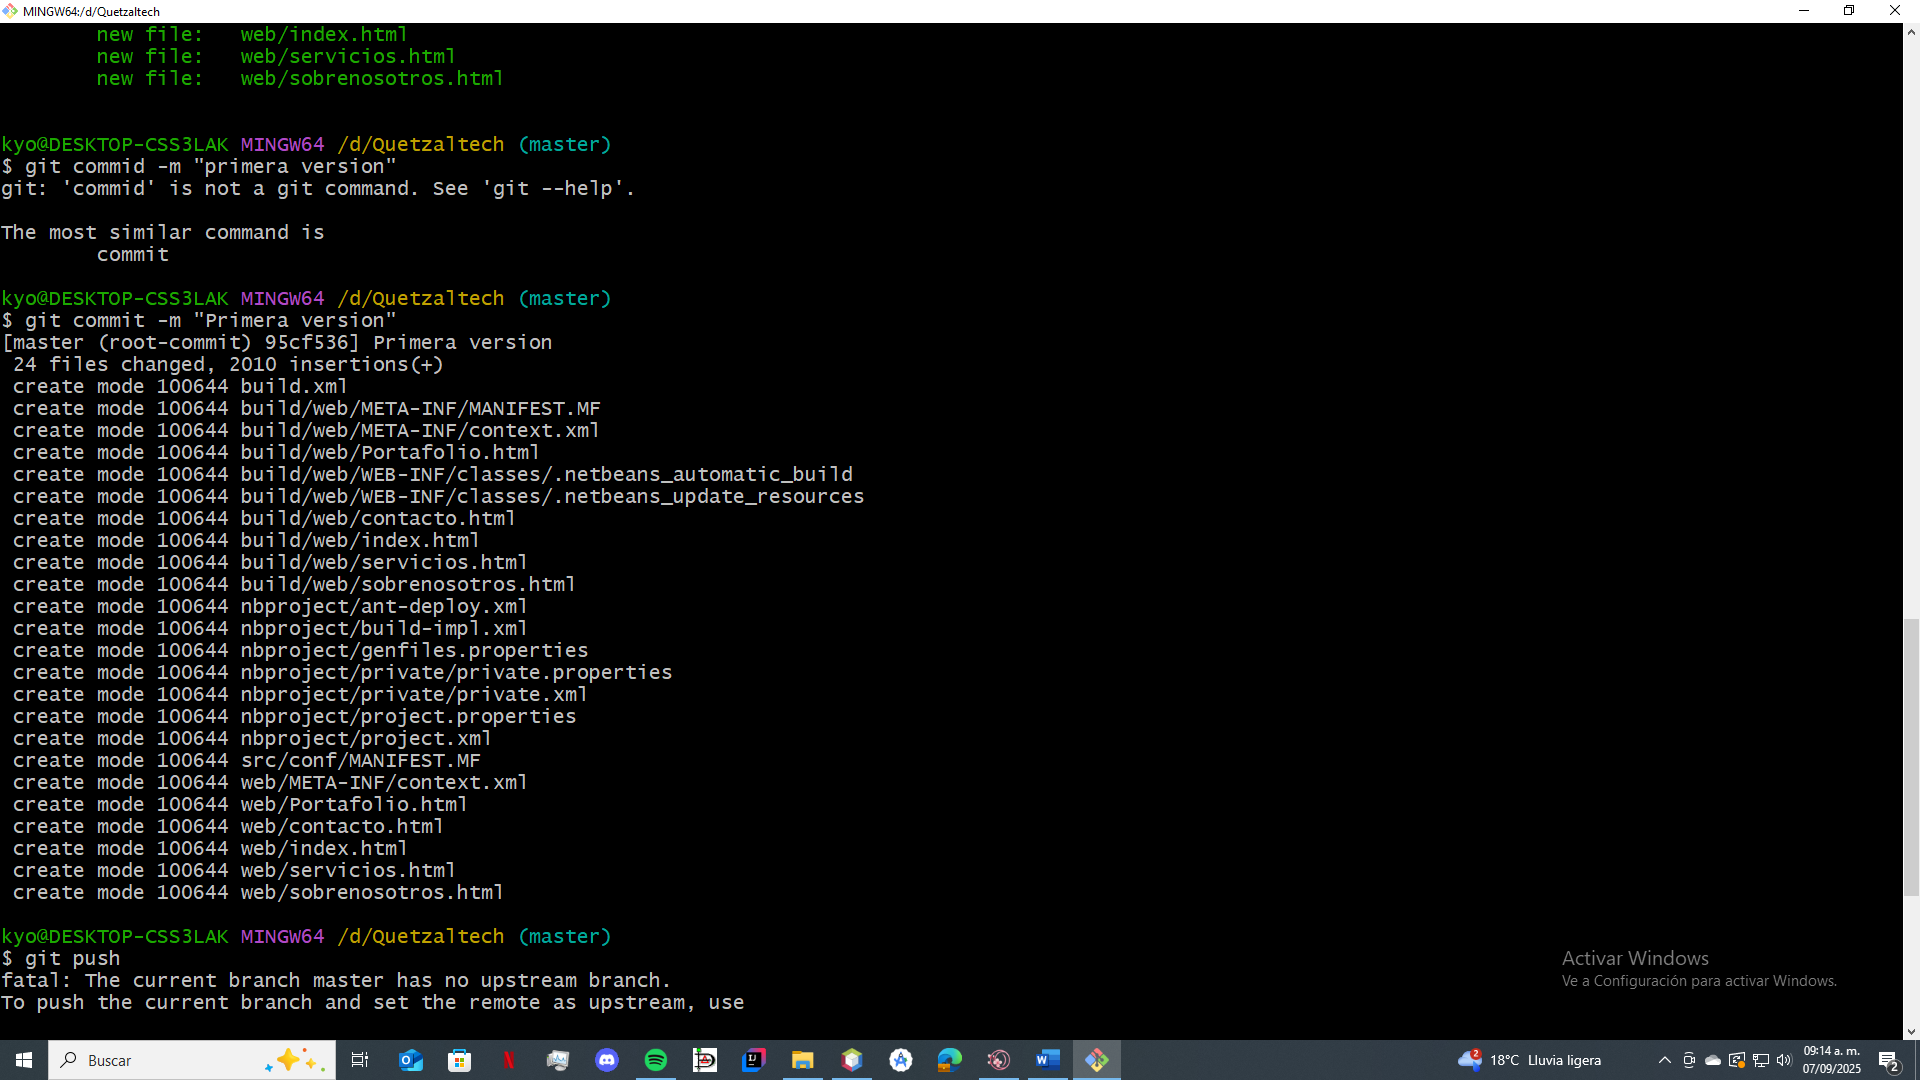 MINGW64:/d/Quetzaltech
new file:   web/index.html
new file:   web/servicios.html
new file:   web/sobrenosotros.html
kyo@DESKTOP-CSS3LAK MINGW64 /d/Quetzaltech (master)
$ git commid -m "primera version"
git: 'commid' is not a git command. See 'git --help'.
The most similar command is
commit
kyo@DESKTOP-CSS3LAK MINGW64 /d/Quetzaltech (master)
$ git commit -m "Primera version"
[master (root-commit) 95cf536] Primera version
24 files changed, 2010 insertions(+)
create mode 100644 build.xml
create mode 100644 build/web/META-INF/MANIFEST.MF
create mode 100644 build/web/META-INF/context.xml
create mode 100644 build/web/Portafolio.html
create mode 100644 build/web/WEB-INF/classes/.netbeans_automatic_build
create mode 100644 build/web/WEB-INF/classes/.netbeans_update_resources
create mode 100644 build/web/contacto.html
create mode 100644 build/web/index.html
create mode 100644 build/web/servicios.html
create mode 100644 build/web/sobrenosotros.html
create mode 100644 nbproject/ant-deploy.xml
create mode 100644 nbproject/build-impl.xml
create mode 100644 nbproject/genfiles.properties
create mode 100644 nbproject/private/private.properties
create mode 100644 nbproject/private/private.xml
create mode 100644 nbproject/project.properties
create mode 100644 nbproject/project.xml
create mode 100644 src/conf/MANIFEST.MF
create mode 100644 web/META-INF/context.xml
create mode 100644 web/Portafolio.html
create mode 100644 web/contacto.html
create mode 100644 web/index.html
create mode 100644 web/servicios.html
create mode 100644 web/sobrenosotros.html
kyo@DESKTOP-CSS3LAK MINGW64 /d/Quetzaltech (master)
$ git push
fatal: The current branch master has no upstream branch.
To push the current branch and set the remote as upstream, use
Activar Windows
Ve a Configuración para activar Windows.
Buscar
2
18°C Lluvia ligera
09:14 a. m.
07/09/2025
2